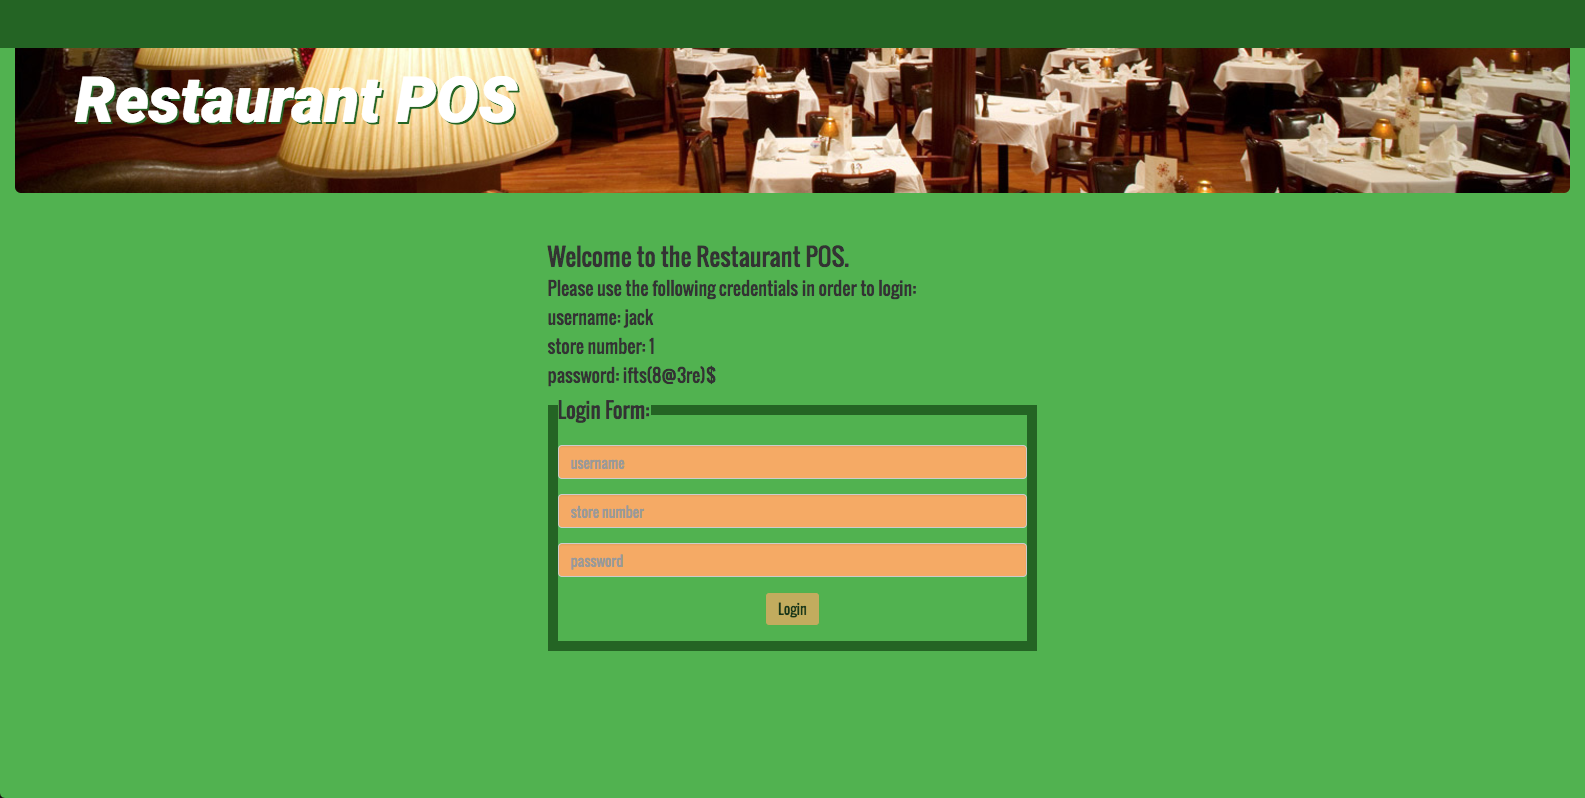 Restaurant POS
Welcome to the Restaurant POS.
Please use the following credentials in order to login:
username: jack
store number: 1
password: ifts(8@3re)$
Login Form:
username
store number
password
Login